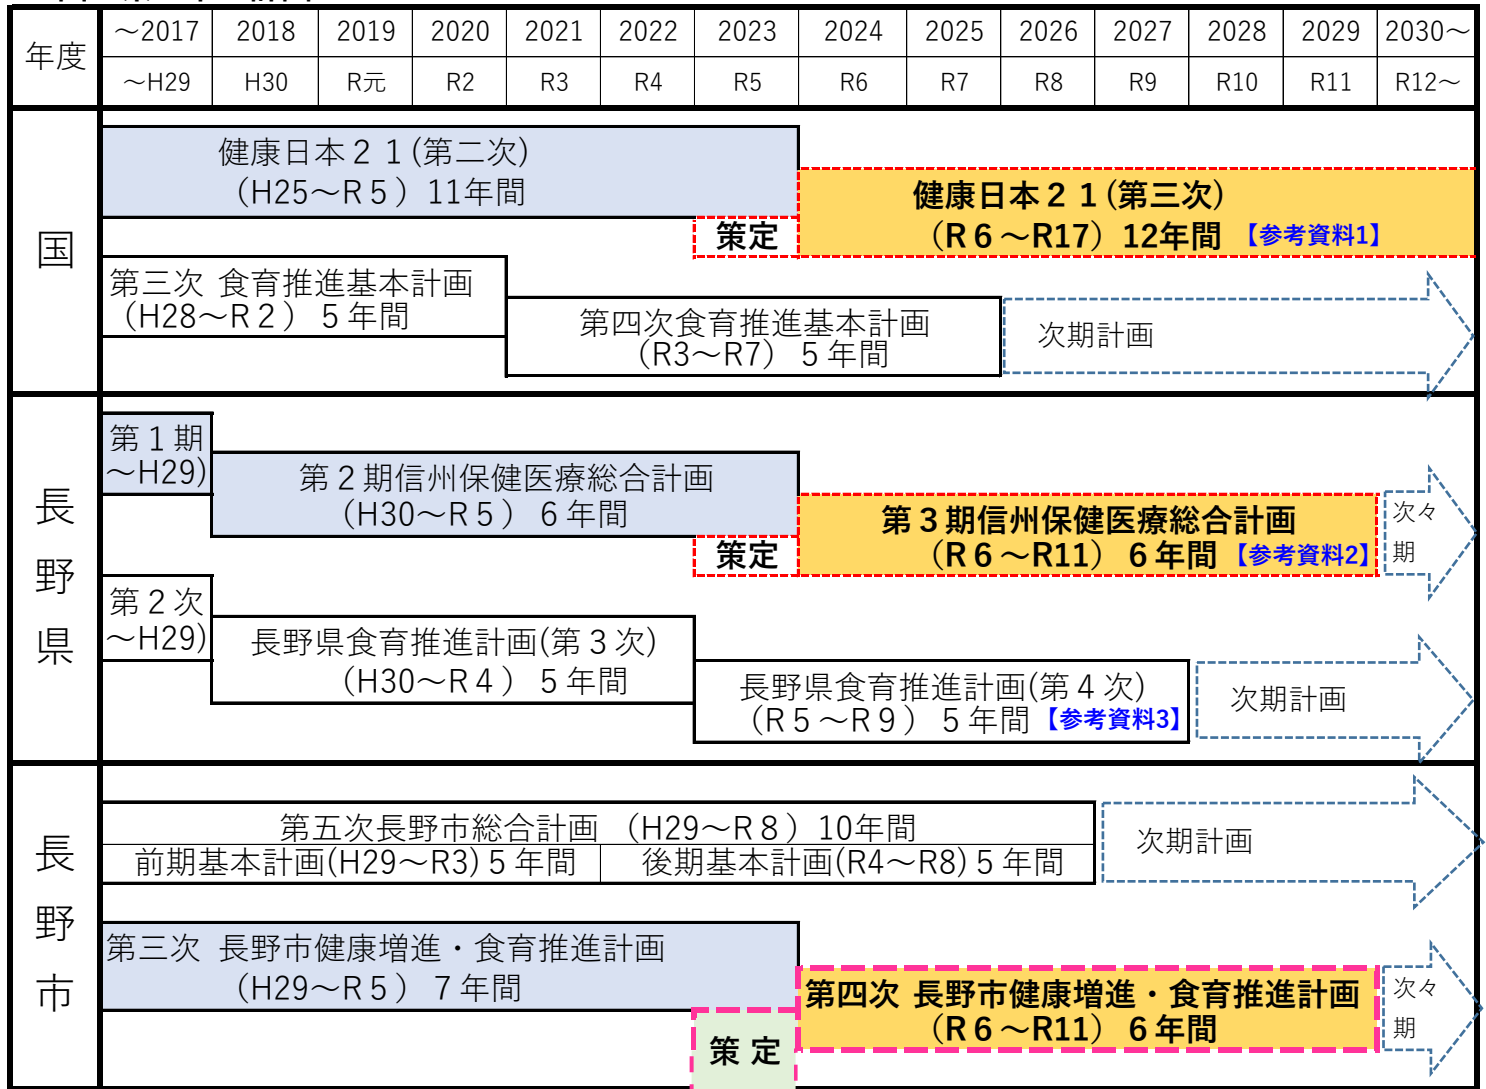 年度
～2017 2018 2019 2020 2021 2022 2023 2024 2025 2026 2027 2028 2029 2030～
～H29 H30 R元 R2 R3 R4 R5 R6 R7 R8 R9 R10 R11 R12～
国
健康日本２１(第二次)
（H25～R５）11年間
健康日本２１(第三次)
（R６～R17）12年間 【参考資料1】
策定
第三次 食育推進基本計画
（H28～R２）５年間
第四次食育推進基本計画
（R3～R7）５年間
次期計画
長野県
第１期
～H29)
第２期信州保健医療総合計画
（H30～R５）６年間
第３期信州保健医療総合計画
（R６～R11）６年間【参考資料2】
策定
次々
期
第２次
～H29)
長野県食育推進計画(第３次)
（H30～R４）５年間
長野県食育推進計画(第４次)
（R５～R９）５年間【参考資料3】
次期計画
長野市
第五次長野市総合計画 （H29～R８）10年間
前期基本計画(H29～R3)５年間 後期基本計画(R4～R8)５年間
次期計画
第三次 長野市健康増進・食育推進計画
（H29～R５）７年間
第四次 長野市健康増進・食育推進計画
（R６～R11）６年間
策定
次々
期